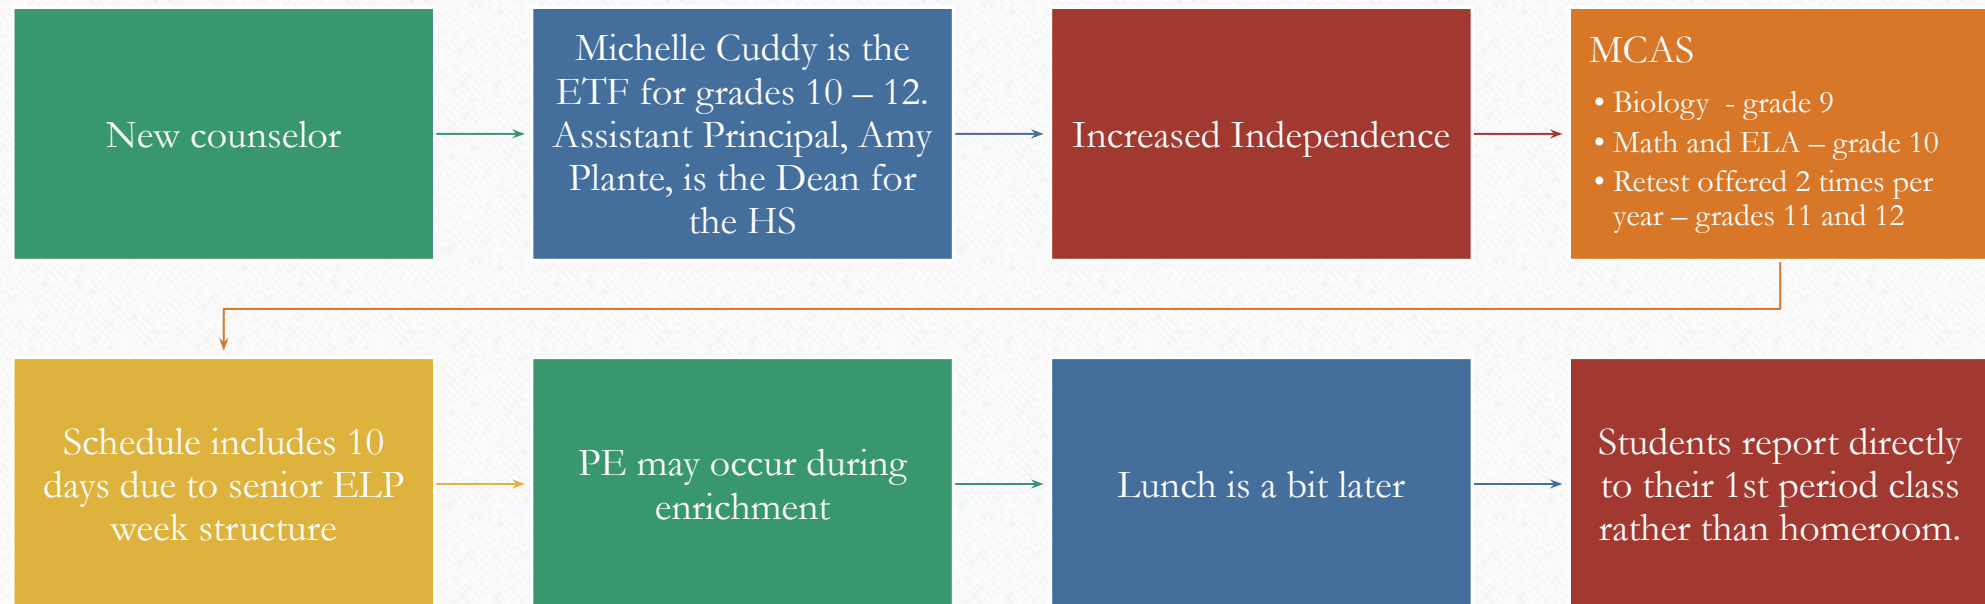 New counselor
Michelle Cuddy is the
ETF for grades 10 – 12.
Assistant Principal, Amy
Plante, is the Dean for
the HS
Increased Independence
MCAS
• Biology - grade 9
• Math and ELA – grade 10
• Retest offered 2 times per
year – grades 11 and 12
Schedule includes 10
days due to senior ELP
week structure
PE may occur during
enrichment
Lunch is a bit later
Students report directly
to their 1st period class
rather than homeroom.